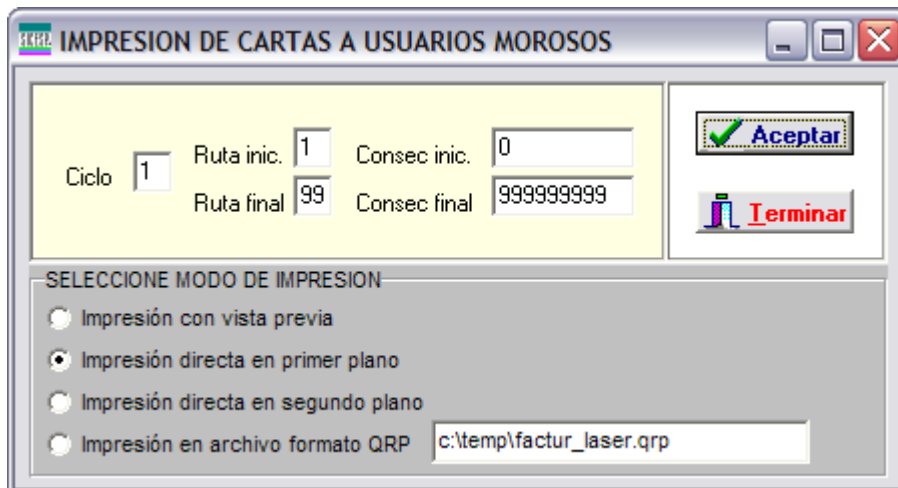 IMPRESION DE CARTAS A USUARIOS MOROSOS
Ciclo 1 Ruta inic. 1 Consec inic. 0
Ruta final 99 Consec final 999999999
Aceptar
Terminar
SELECCIONE MODO DE IMPRESION
Impresión con vista previa
Impresión directa en primer plano
Impresión directa en segundo plano
Impresión en archivo formato QRP c:\temp\factur_laser.qrp